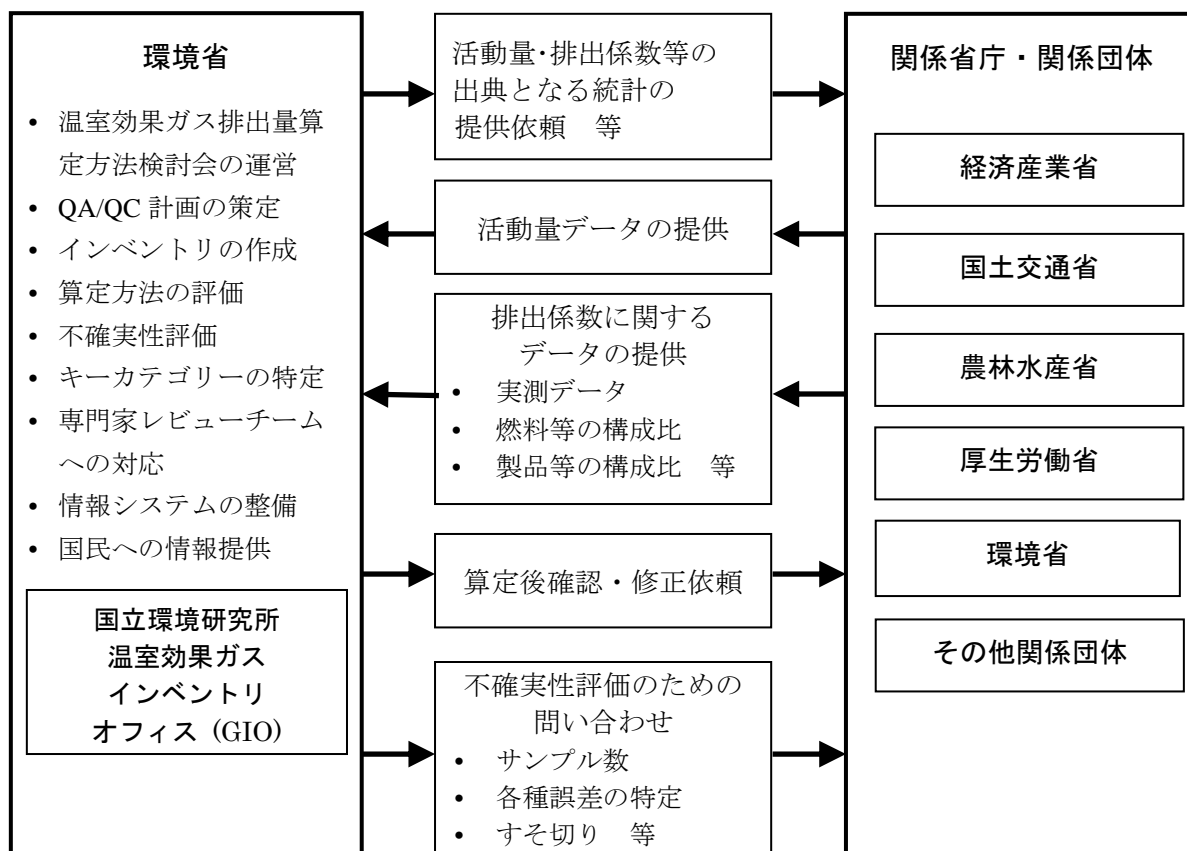 環境省
• 温室効果ガス排出量算
定方法検討会の運営
• QA/QC 計画の策定
• インベントリの作成
• 算定方法の評価
• 不確実性評価
• キーカテゴリーの特定
• 専門家レビューチーム
への対応
• 情報システムの整備
• 国民への情報提供
国立環境研究所
温室効果ガス
インベントリ
オフィス (GIO)
活動量・排出係数等の
出典となる統計の
提供依頼　等
活動量データの提供
排出係数に関する
データの提供
• 実測データ
• 燃料等の構成比
• 製品等の構成比　等
算定後確認・修正依頼
不確実性評価のための
問い合わせ
• サンプル数
• 各種誤差の特定
• すそ切り　等
関係省庁・関係団体
経済産業省
国土交通省
農林水産省
厚生労働省
環境省
その他関係団体